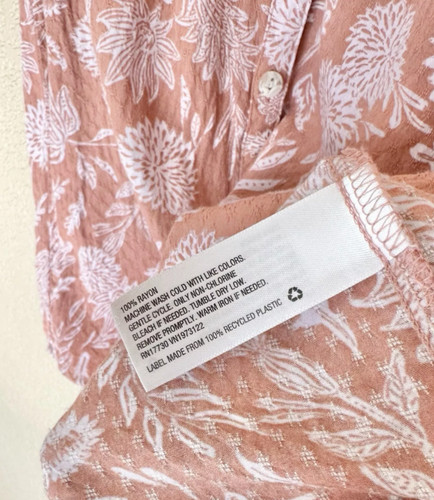 100% RAYON
MACHINE WASH COLD WITH LIKE COLORS.
GENTLE CYCLE. ONLY NON-CHLORINE
BLEACH IF NEEDED. TUMBLE DRY LOW.
REMOVE PROMPTLY. WARM IRON IF NEEDED.
RN17730 VN1973122
LABEL MADE FROM 100% RECYCLED PLASTIC